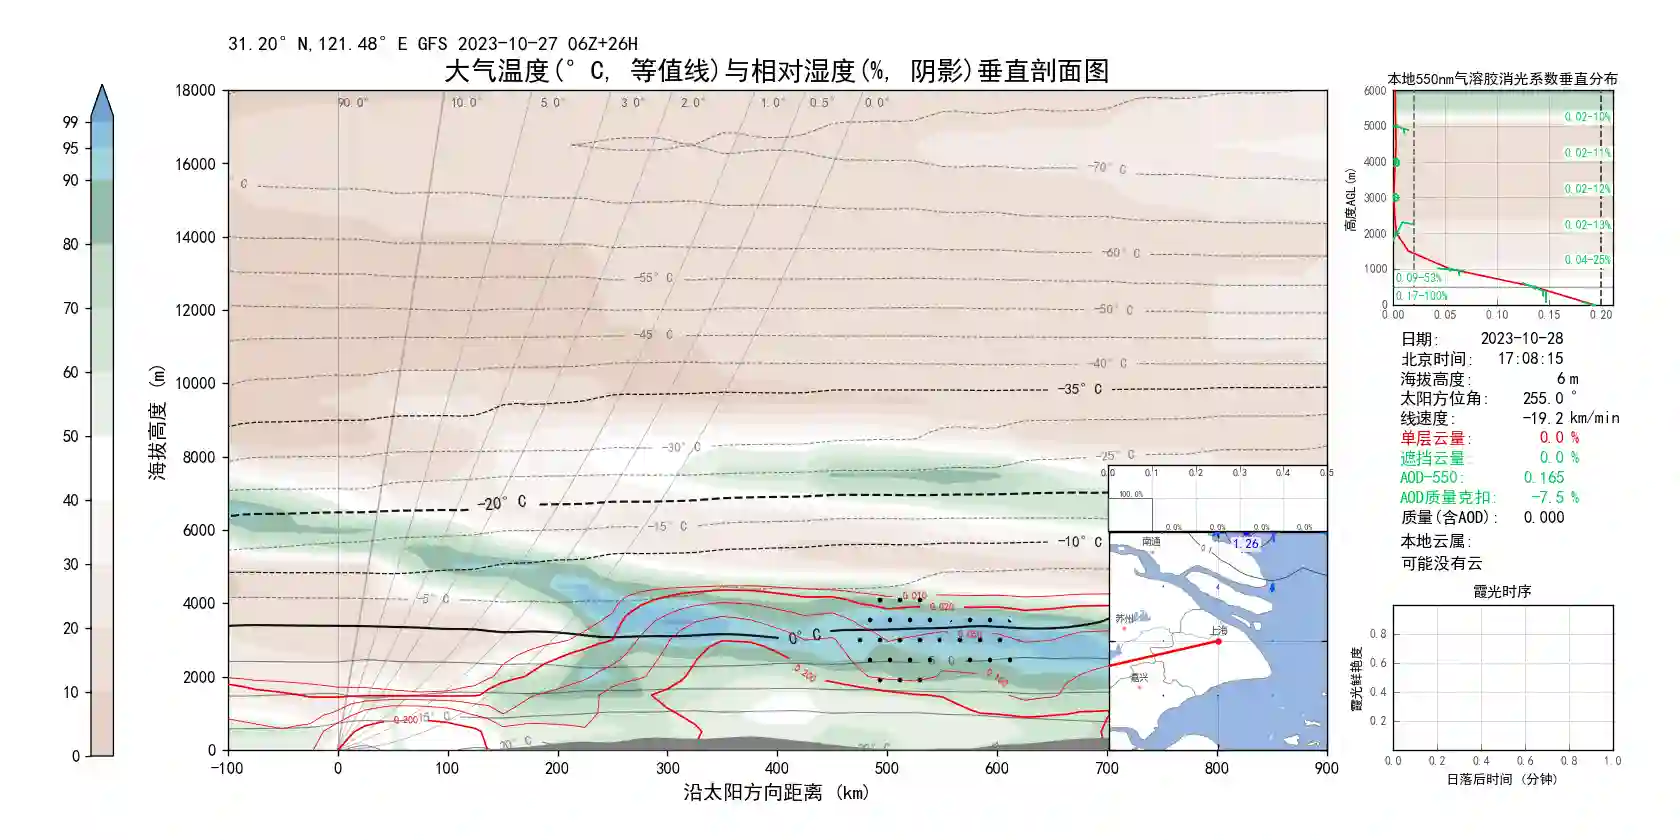 31.20°N,121.48°E GFS 2023-10-27 06Z+26H
大气温度(°C, 等值线)与相对湿度(%, 阴影)垂直剖面图
18000
16000
14000
12000
10000
8000
6000
4000
2000
0
海拔高度 (m)
-100 0 100 200 300 400 500 600 700 800 900
沿太阳方向距离 (km)
99
95
90
80
70
60
50
40
30
20
10
0
90.0° 10.0° 5.0° 3.0° 2.0° 1.0° 0.5° 0.0°
°C
-70°C
-60°C
-55°C
-50°C
-45°C
-40°C
-35°C
-30°C
-25°C
-20°C
-15°C
-10°C
-5°C
0°C
15°C
20°C
0.010
0.020
0.200
0.100
0.200
0.0 0.1 0.2 0.3 0.4 0.5
100.0%
0.0% 0.0% 0.0% 0.0%
南通
1.26
0.1
苏州
上海
嘉兴
本地550nm气溶胶消光系数垂直分布
6000
5000
4000
3000
2000
1000
0
高度AGL(m)
0.02-10%
0.02-11%
0.02-12%
0.02-13%
0.04-25%
0.09-53%
0.17-100%
0.00 0.05 0.10 0.15 0.20
日期: 2023-10-28
北京时间: 17:08:15
海拔高度: 6 m
太阳方位角: 255.0 °
线速度: -19.2 km/min
单层云量: 0.0 %
遮挡云量: 0.0 %
AOD-550: 0.165
AOD质量克扣: -7.5 %
质量(含AOD): 0.000
本地云属:
可能没有云
霞光时序
0.8
0.6
0.4
0.2
霞光鲜艳度
0.0 0.2 0.4 0.6 0.8 1.0
日落后时间 (分钟)